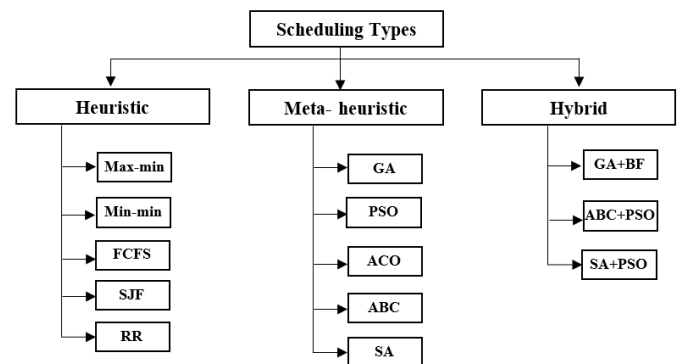 Scheduling Types
Heuristic
Max-min
Min-min
FCFS
SJF
RR
Meta- heuristic
GA
PSO
ACO
ABC
SA
Hybrid
GA+BF
ABC+PSO
SA+PSO